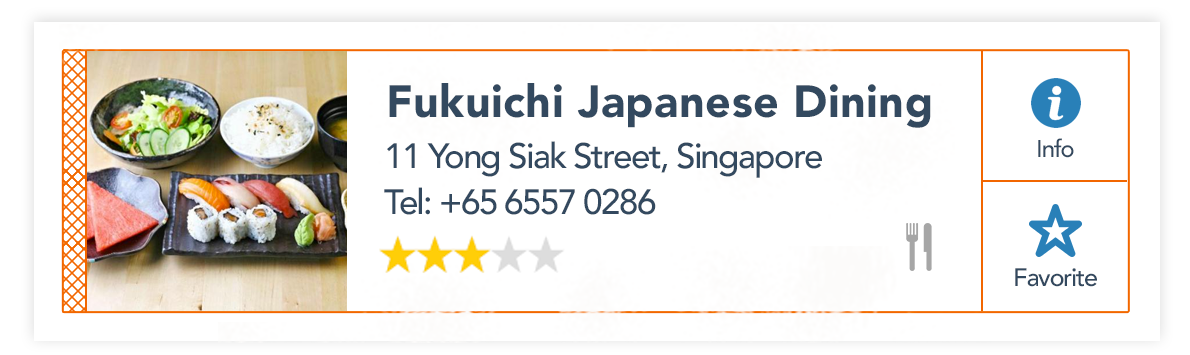 Fukuichi Japanese Dining
11 Yong Siak Street, Singapore
Tel: +65 6557 0286
Info
Favorite